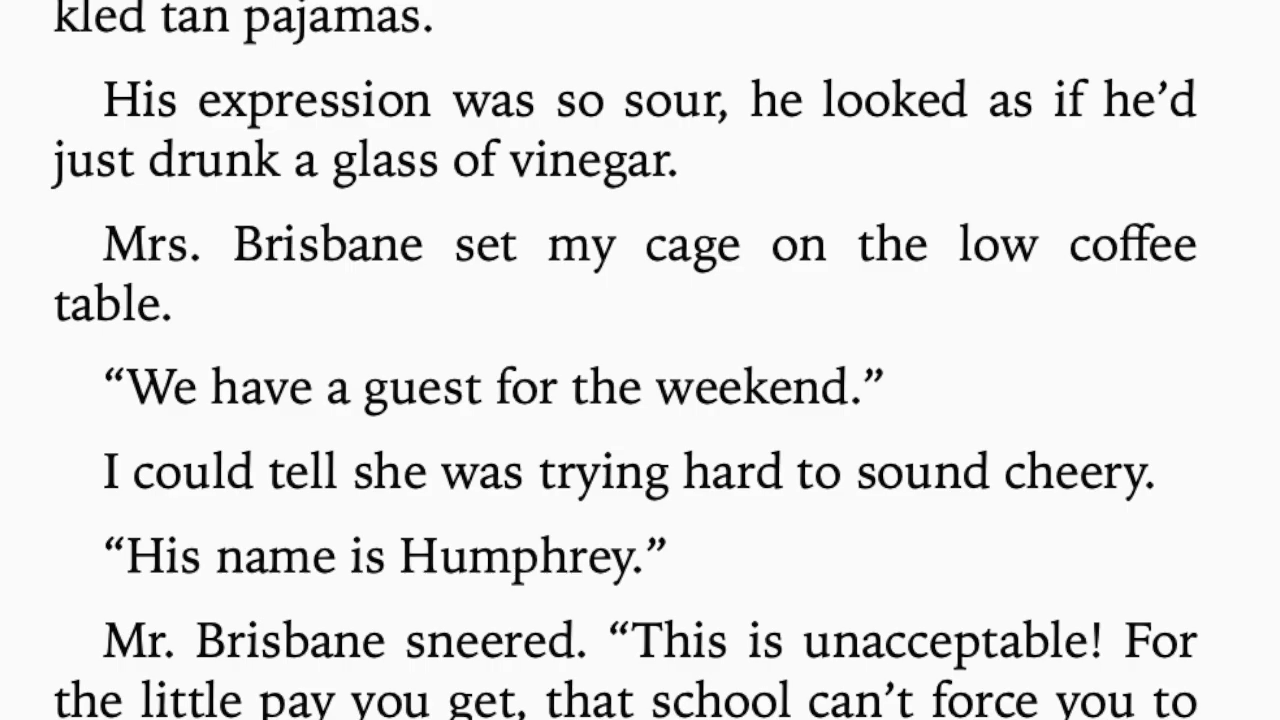 kled tan pajamas.
His expression was so sour, he looked as if he’d
just drunk a glass of vinegar.
Mrs. Brisbane set my cage on the low coffee
table.
“We have a guest for the weekend.”
I could tell she was trying hard to sound cheery.
“His name is Humphrey.”
Mr. Brisbane sneered. “This is unacceptable! For
the little pay you get, that school can’t force you to